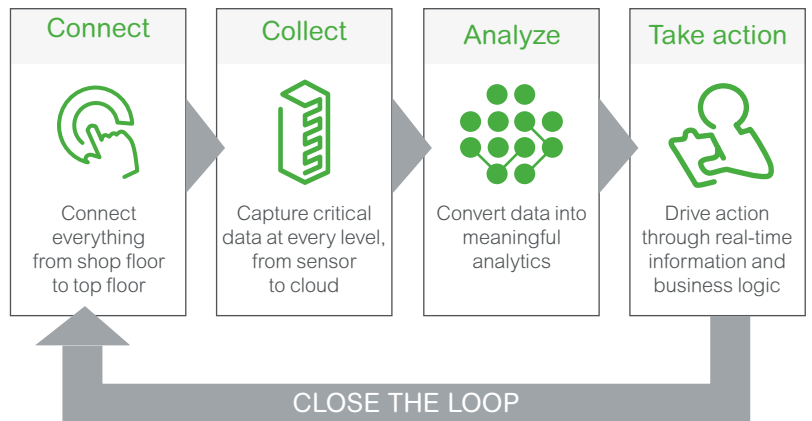 Connect
Connect
everything
from shop floor
to top floor
Collect
Capture critical
data at every level,
from sensor
to cloud
Analyze
Convert data into
meaningful
analytics
Take action
Drive action
through real-time
information and
business logic
CLOSE THE LOOP